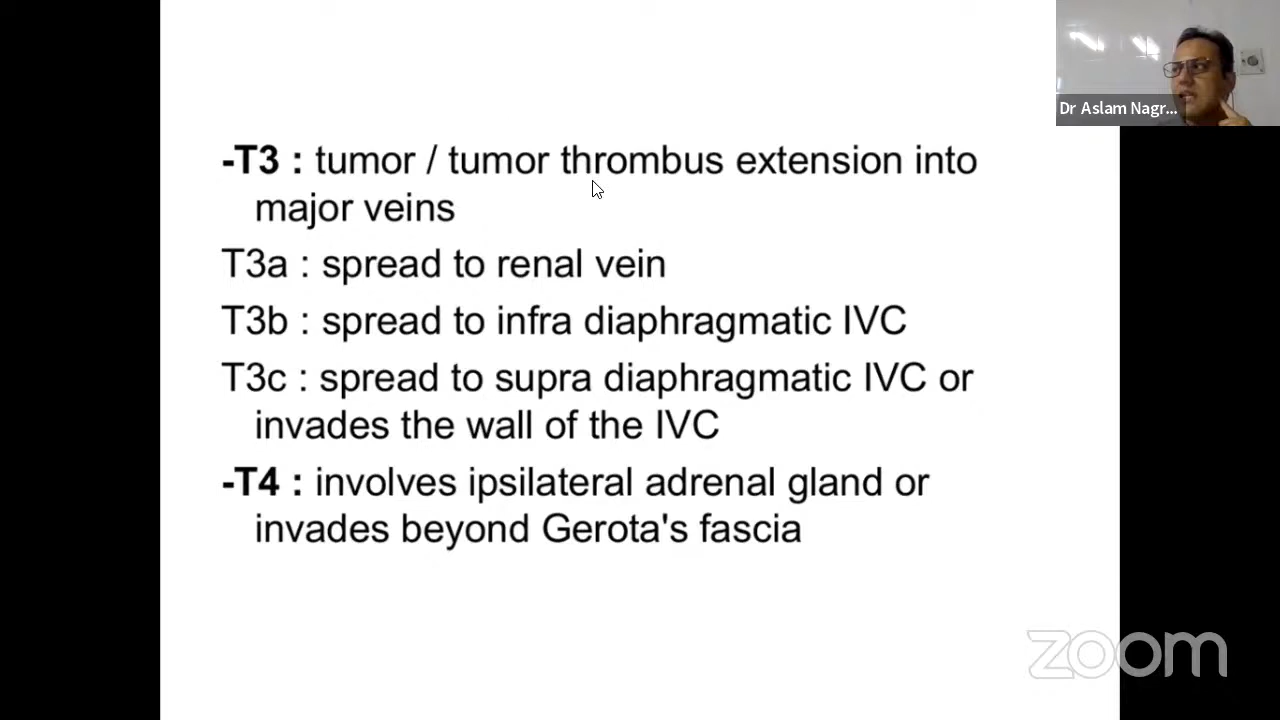 Dr Aslam Nagr...
-T3 : tumor / tumor thrombus extension into
major veins
T3a : spread to renal vein
T3b : spread to infra diaphragmatic IVC
T3c : spread to supra diaphragmatic IVC or
invades the wall of the IVC
-T4 : involves ipsilateral adrenal gland or
invades beyond Gerota's fascia
zoom